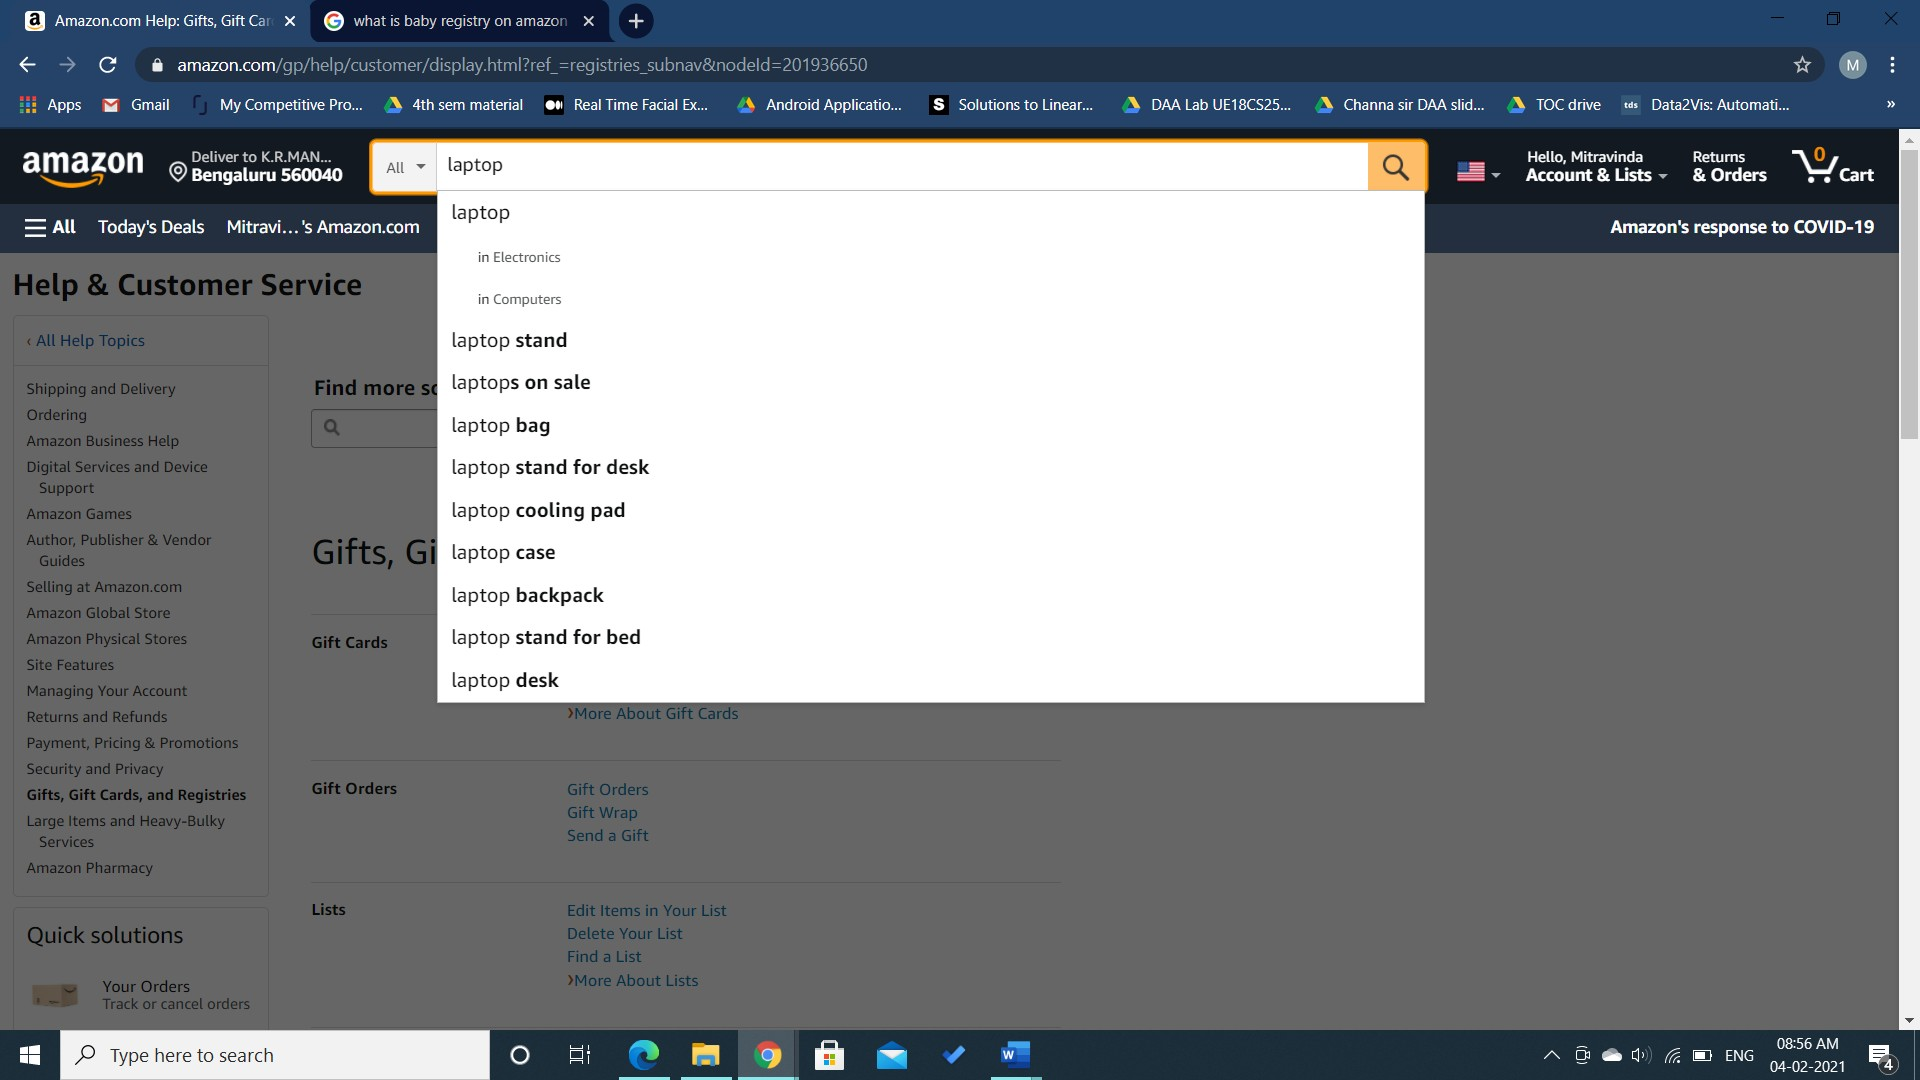 Amazon.com Help: Gifts, Gift Car
what is baby registry on amazon
amazon.com/gp/help/customer/display.html?ref_=registries_subnav&nodeId=201936650
M
Apps
Gmail
My Competitive Pro...
4th sem material
Real Time Facial Ex...
Android Applicatio...
Solutions to Linear...
DAA Lab UE18CS25...
Channa sir DAA slid...
TOC drive
tds Data2Vis: Automati...
»
amazon
Deliver to K.R.MAN...
Bengaluru 560040
All
laptop
Hello, Mitravinda
Account & Lists
Returns
& Orders
0
Cart
All
Today's Deals
Mitravi...'s Amazon.com
Amazon's response to COVID-19
laptop
in Electronics
in Computers
laptop stand
laptops on sale
laptop bag
laptop stand for desk
laptop cooling pad
laptop case
laptop backpack
laptop stand for bed
laptop desk
Help & Customer Service
‹ All Help Topics
Shipping and Delivery
Ordering
Amazon Business Help
Digital Services and Device
Support
Amazon Games
Author, Publisher & Vendor
Guides
Selling at Amazon.com
Amazon Global Store
Amazon Physical Stores
Site Features
Managing Your Account
Returns and Refunds
Payment, Pricing & Promotions
Security and Privacy
Gifts, Gift Cards, and Registries
Large Items and Heavy-Bulky
Services
Amazon Pharmacy
Quick solutions
Your Orders
Track or cancel orders
Find more so
Gifts, Gi
Gift Cards
›More About Gift Cards
Gift Orders
Gift Orders
Gift Wrap
Send a Gift
Lists
Edit Items in Your List
Delete Your List
Find a List
›More About Lists
Type here to search
ENG
08:56 AM
04-02-2021
4